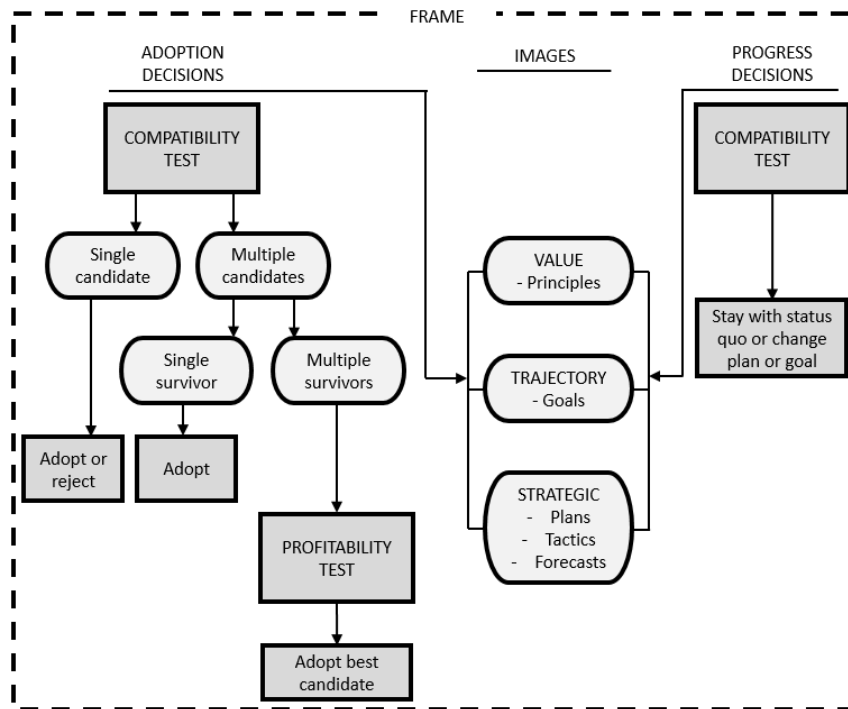 FRAME
ADOPTION
DECISIONS
IMAGES
PROGRESS
DECISIONS
COMPATIBILITY
TEST
COMPATIBILITY
TEST
Single
candidate
Multiple
candidates
VALUE
- Principles
Stay with status
quo or change
plan or goal
Single
survivor
Multiple
survivors
TRAJECTORY
- Goals
Adopt or
reject
Adopt
STRATEGIC
- Plans
- Tactics
- Forecasts
PROFITABILITY
TEST
Adopt best
candidate